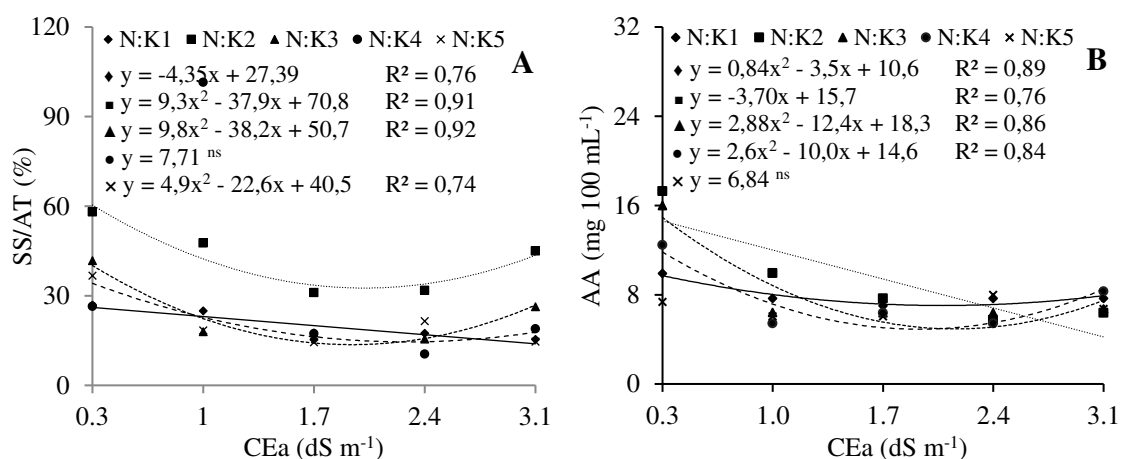 150
120
90
60
30
0
SS/AT (%)
N:K1 N:K2 N:K3 N:K4 N:K5
A
y = -4,35x + 27,39 R² = 0,76
y = 9,3x² - 37,9x + 70,8 R² = 0,91
y = 9,8x² - 38,2x + 50,7 R² = 0,92
y = 7,71 ns
y = 4,9x² - 22,6x + 40,5 R² = 0,74
0.3 1 1.7 2.4 3.1
CEa (dS m⁻¹)
32
24
16
8
0
AA (mg 100 mL⁻¹)
N:K1 N:K2 N:K3 N:K4 N:K5
B
y = 0,84x² - 3,5x + 10,6 R² = 0,89
y = -3,70x + 15,7 R² = 0,76
y = 2,88x² - 12,4x + 18,3 R² = 0,86
y = 2,6x² - 10,0x + 14,6 R² = 0,84
y = 6,84 ns
0.3 1.0 1.7 2.4 3.1
CEa (dS m⁻¹)